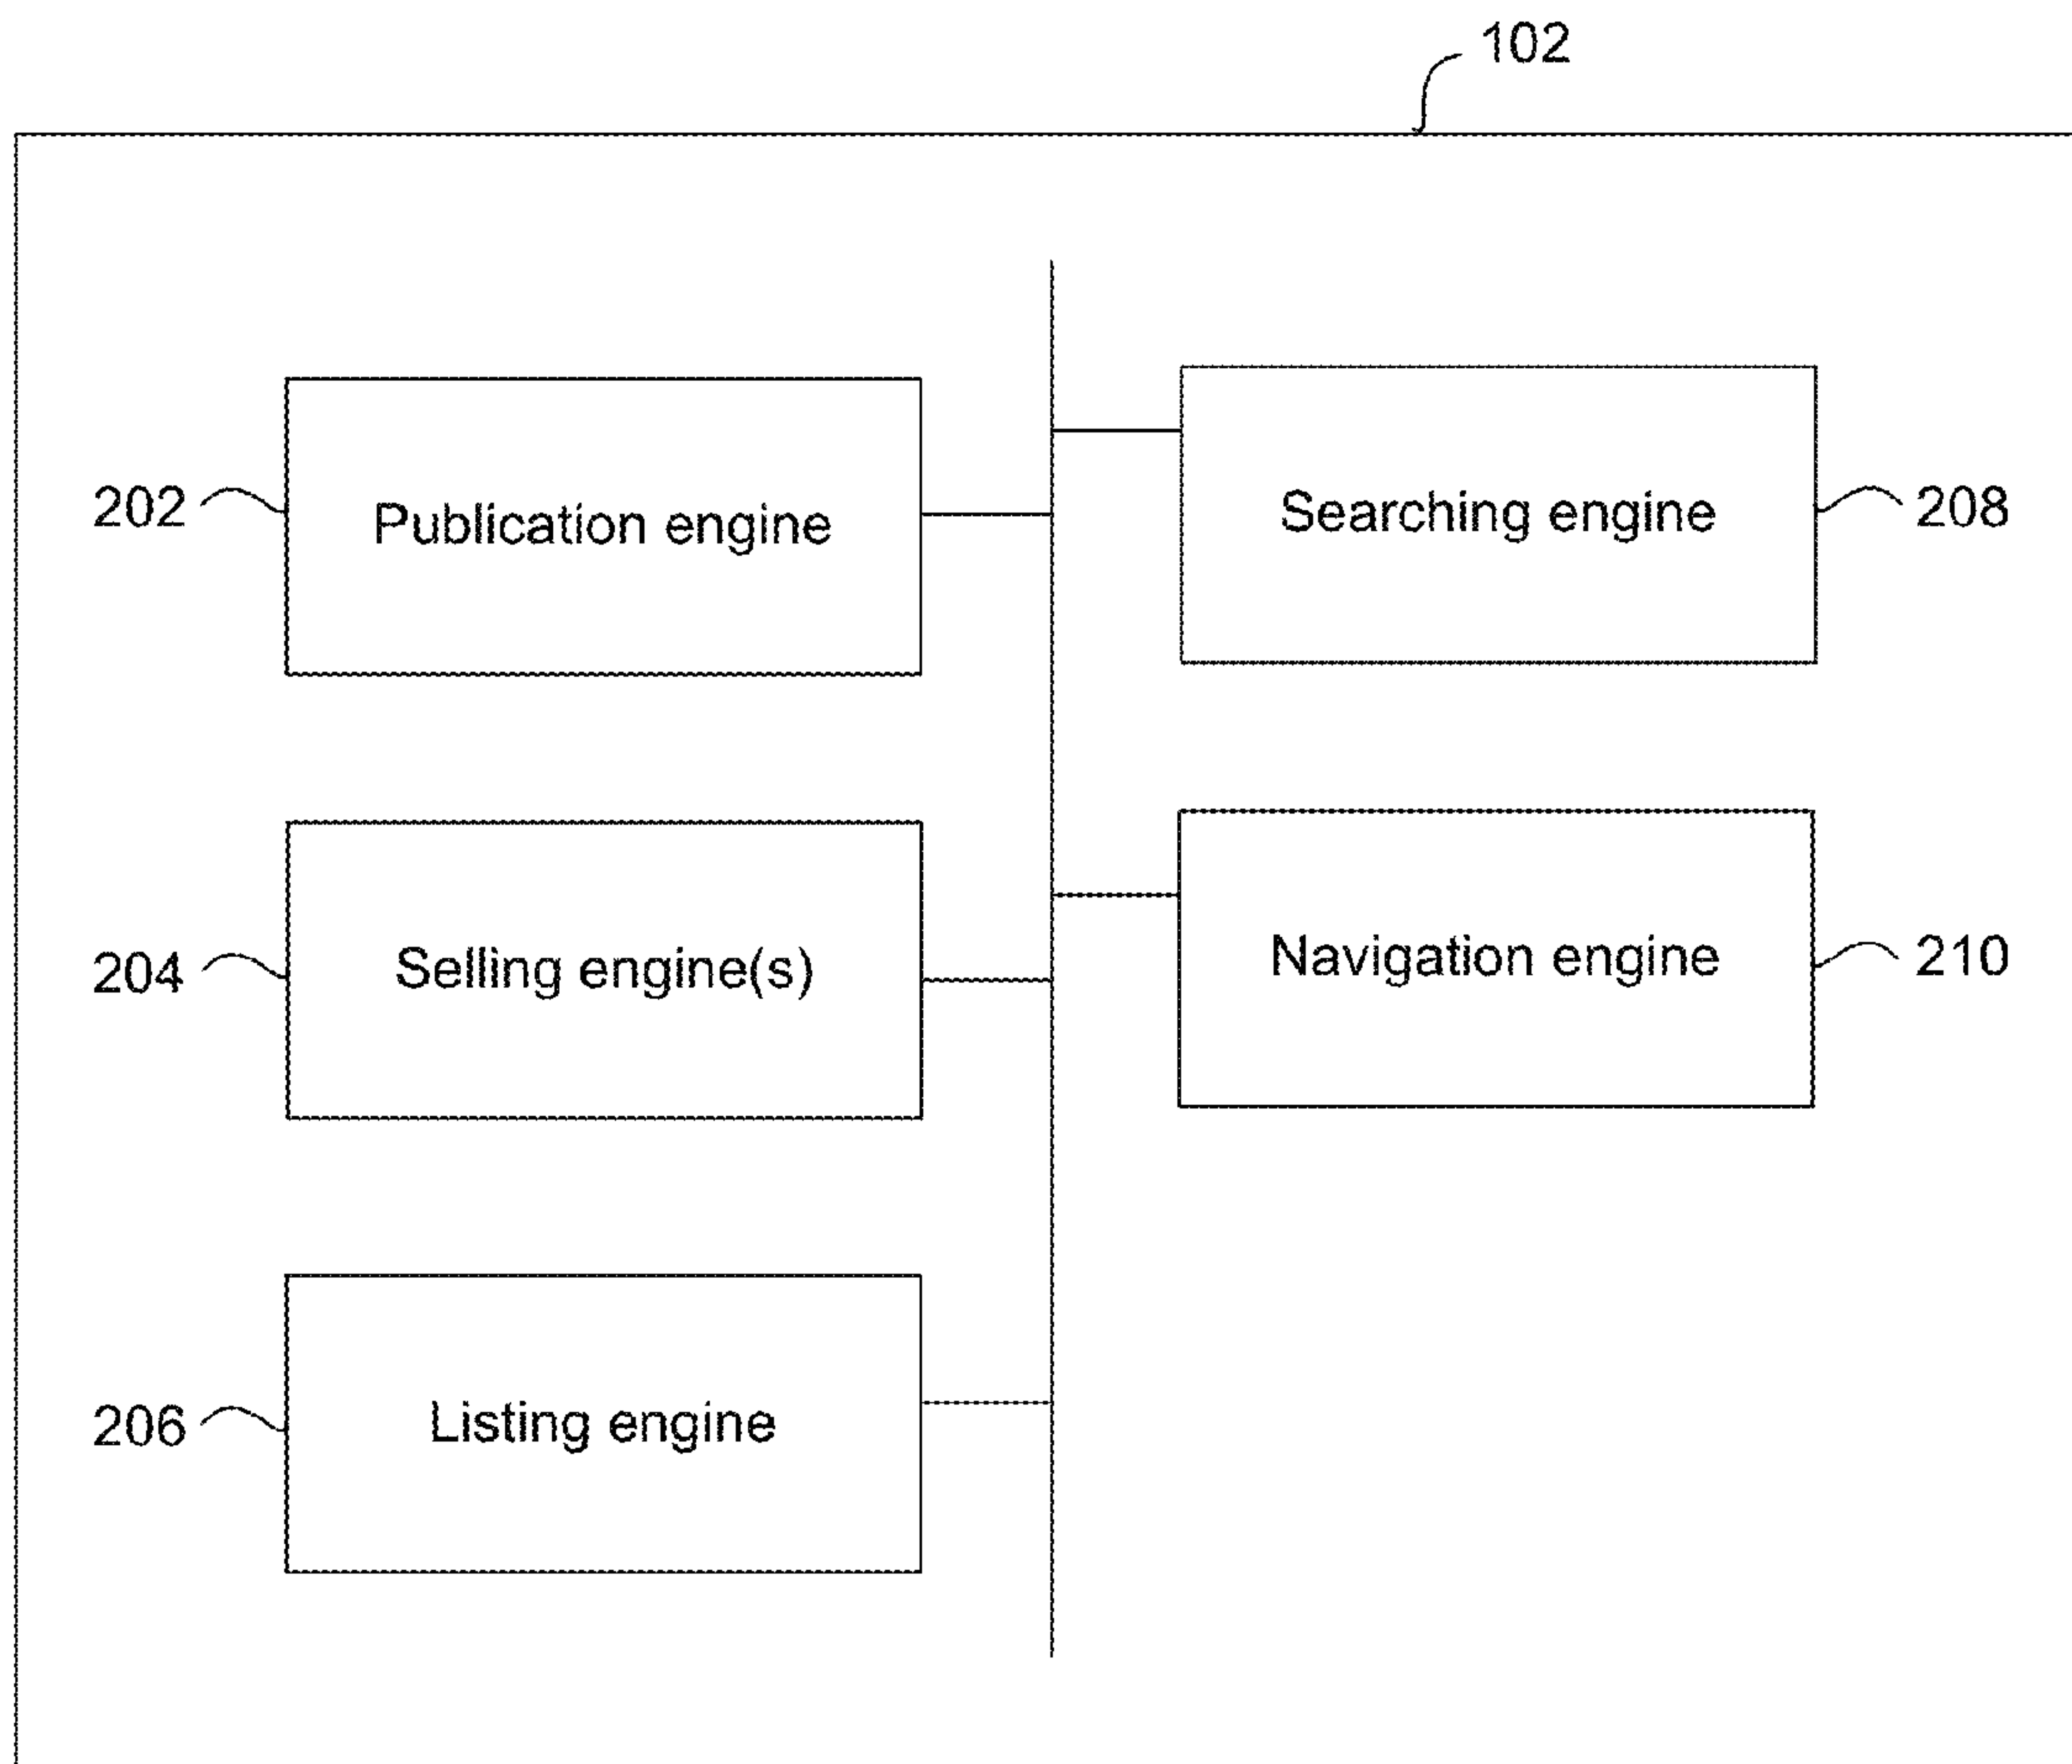 102
202
Publication engine
Searching engine
208
204
Selling engine(s)
Navigation engine
210
206
Listing engine